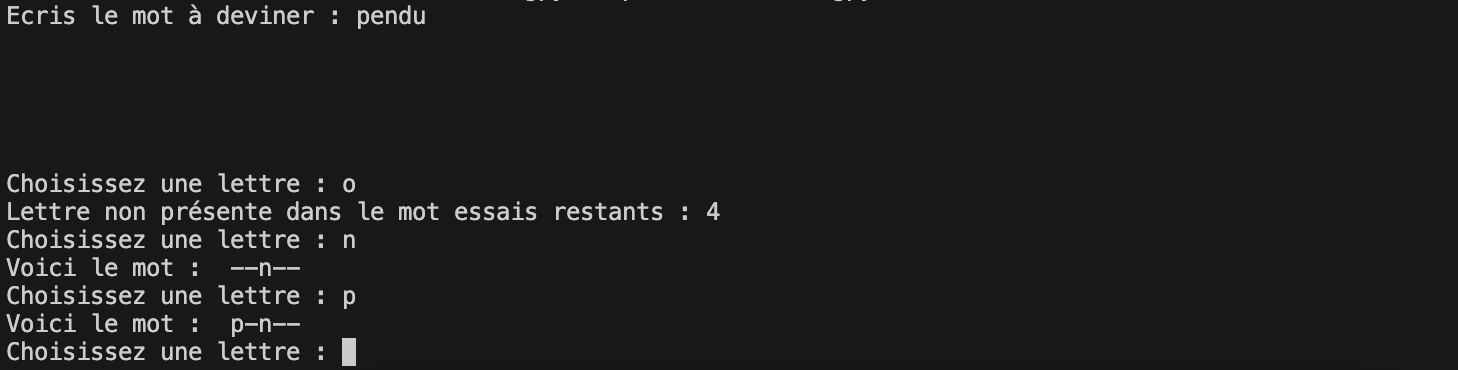 Ecris le mot à deviner : pendu
Choisissez une lettre : o
Lettre non présente dans le mot essais restants : 4
Choisissez une lettre : n
Voici le mot :  --n--
Choisissez une lettre : p
Voici le mot :  p-n--
Choisissez une lettre :